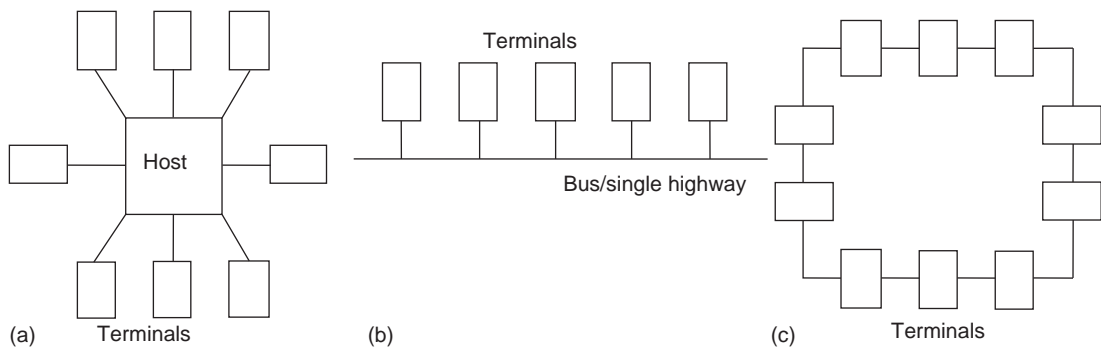 Host
(a)
Terminals
Terminals
Bus/single highway
(b)
(c)
Terminals